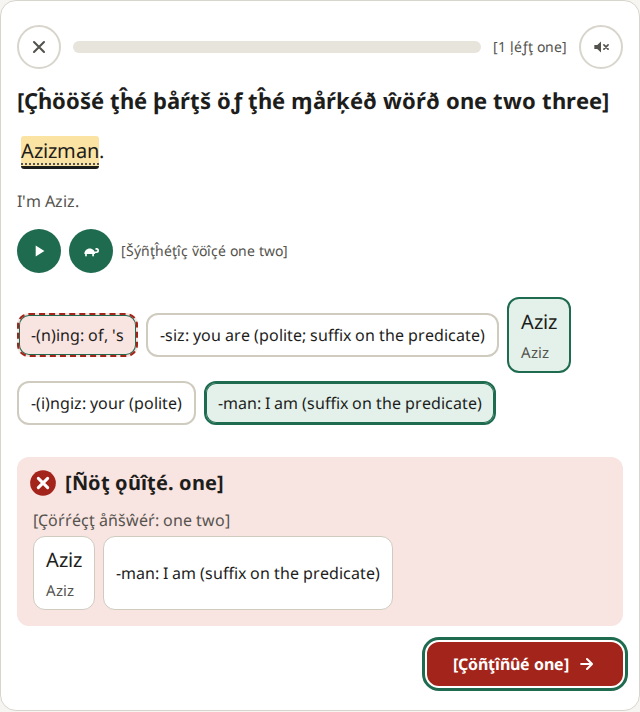 [1 ļéƒţ one]
[Çĥööšé ţĥé þåŕţš öƒ ţĥé ɱåŕķéð ŵöŕð one two three]
Azizman.
I'm Aziz.
[Šýñţĥéţîç ṽöîçé one two]
-(n)ing: of, 's
-siz: you are (polite; suffix on the predicate)
Aziz
Aziz
-(i)ngiz: your (polite)
-man: I am (suffix on the predicate)
[Ñöţ ǫûîţé. one]
[Çöŕŕéçţ åñšŵéŕ: one two]
Aziz
Aziz
-man: I am (suffix on the predicate)
[Çöñţîñûé one]